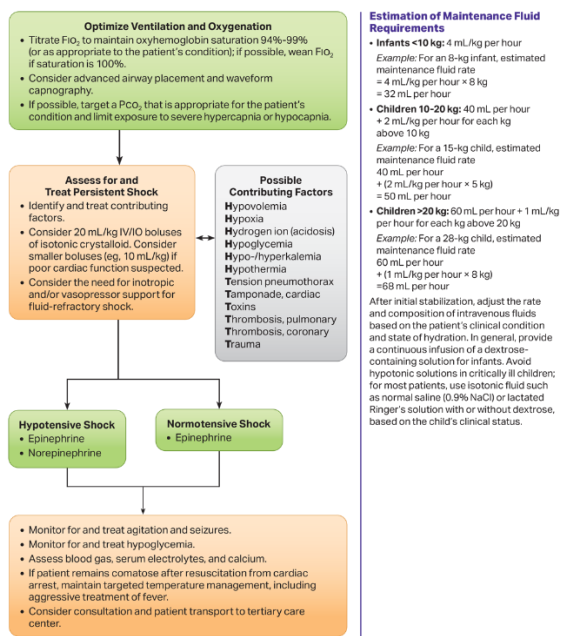 Optimize Ventilation and Oxygenation
• Titrate FIO₂ to maintain oxyhemoglobin saturation 94%-99%
(or as appropriate to the patient's condition); if possible, wean FIO₂
if saturation is 100%.
• Consider advanced airway placement and waveform
capnography.
• If possible, target a PCO₂ that is appropriate for the patient's
condition and limit exposure to severe hypercapnia or hypocapnia.
Assess for and
Treat Persistent Shock
• Identify and treat contributing
factors.
• Consider 20 mL/kg IV/IO boluses
of isotonic crystalloid. Consider
smaller boluses (eg, 10 mL/kg) if
poor cardiac function suspected.
• Consider the need for inotropic
and/or vasopressor support for
fluid-refractory shock.
Possible
Contributing Factors
Hypovolemia
Hypoxia
Hydrogen ion (acidosis)
Hypoglycemia
Hypo-/hyperkalemia
Hypothermia
Tension pneumothorax
Tamponade, cardiac
Toxins
Thrombosis, pulmonary
Thrombosis, coronary
Trauma
Hypotensive Shock
• Epinephrine
• Norepinephrine
Normotensive Shock
• Epinephrine
• Monitor for and treat agitation and seizures.
• Monitor for and treat hypoglycemia.
• Assess blood gas, serum electrolytes, and calcium.
• If patient remains comatose after resuscitation from cardiac
arrest, maintain targeted temperature management, including
aggressive treatment of fever.
• Consider consultation and patient transport to tertiary care
center.
Estimation of Maintenance Fluid
Requirements
• Infants <10 kg: 4 mL/kg per hour
Example: For an 8-kg infant, estimated
maintenance fluid rate
= 4 mL/kg per hour × 8 kg
= 32 mL per hour
• Children 10-20 kg: 40 mL per hour
+ 2 mL/kg per hour for each kg
above 10 kg
Example: For a 15-kg child, estimated
maintenance fluid rate
40 mL per hour
+ (2 mL/kg per hour × 5 kg)
= 50 mL per hour
• Children >20 kg: 60 mL per hour + 1 mL/kg
per hour for each kg above 20 kg
Example: For a 28-kg child, estimated
maintenance fluid rate
60 mL per hour
+ (1 mL/kg per hour × 8 kg)
=68 mL per hour
After initial stabilization, adjust the rate
and composition of intravenous fluids
based on the patient's clinical condition
and state of hydration. In general, provide
a continuous infusion of a dextrose-
containing solution for infants. Avoid
hypotonic solutions in critically ill children;
for most patients, use isotonic fluid such
as normal saline (0.9% NaCl) or lactated
Ringer's solution with or without dextrose,
based on the child's clinical status.